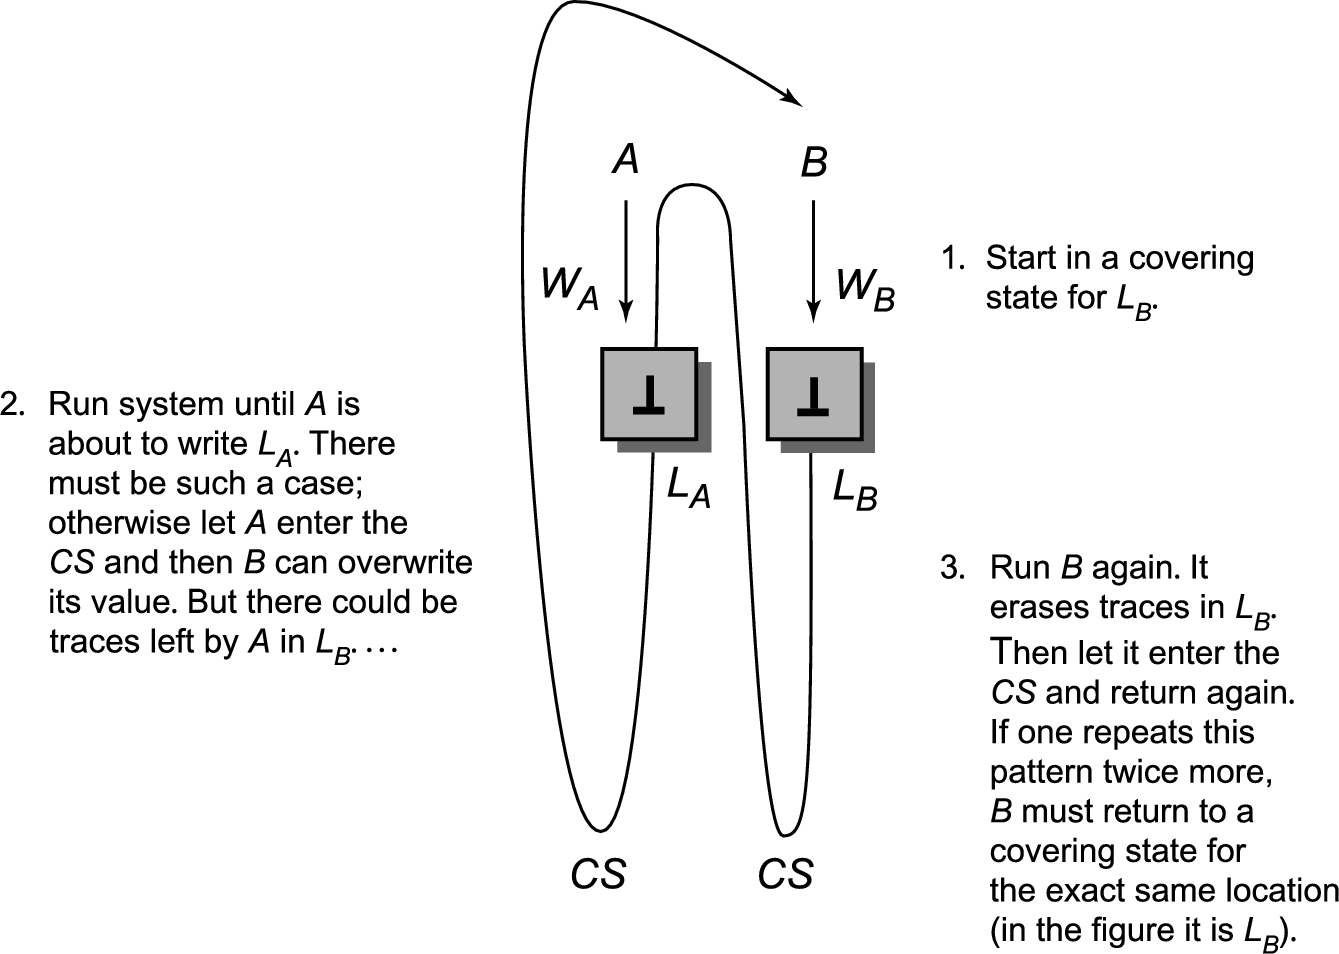 A
B
W_A
W_B
⊥
⊥
L_A
L_B
CS
CS
1. Start in a covering
state for L_B.
2. Run system until A is
about to write L_A. There
must be such a case;
otherwise let A enter the
CS and then B can overwrite
its value. But there could be
traces left by A in L_B....
3. Run B again. It
erases traces in L_B.
Then let it enter the
CS and return again.
If one repeats this
pattern twice more,
B must return to a
covering state for
the exact same location
(in the figure it is L_B).